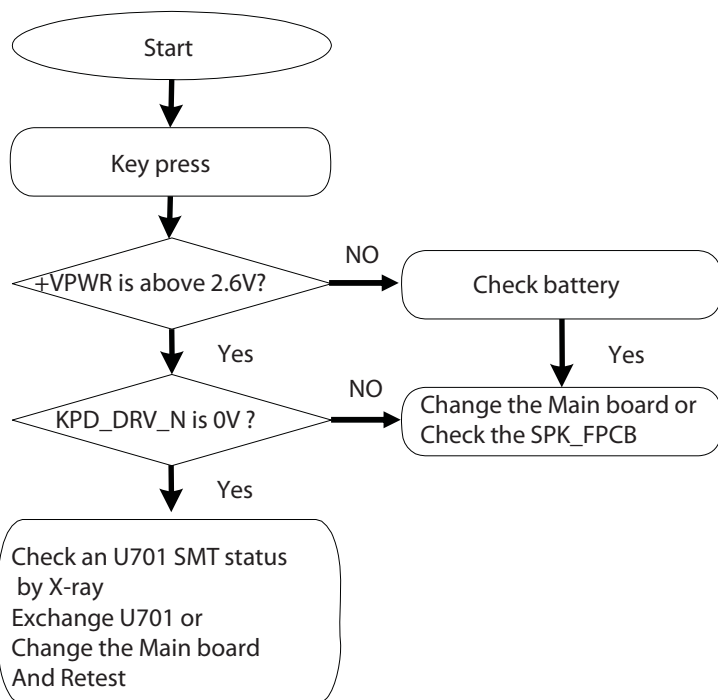 Start
Key press
+VPWR is above 2.6V?
NO
Check battery
Yes
Yes
KPD_DRV_N is 0V ?
NO
Change the Main board or
Check the SPK_FPCB
Yes
Check an U701 SMT status
by X-ray
Exchange U701 or
Change the Main board
And Retest